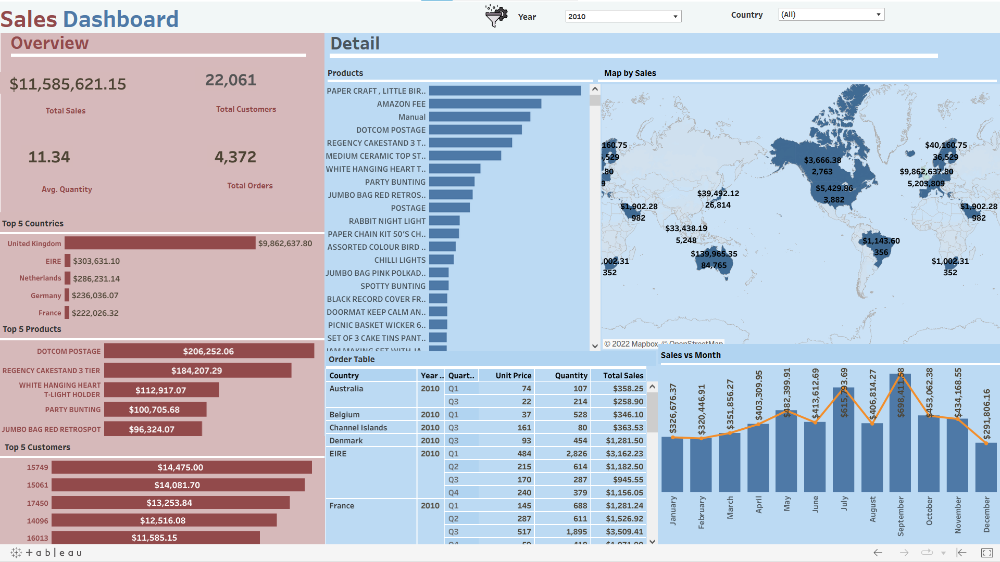 Sales Dashboard
Year
2010
Country
(All)
Overview
$11,585,621.15
Total Sales
22,061
Total Customers
11.34
Avg. Quantity
4,372
Total Orders
Top 5 Countries
United Kingdom $9,862,637.80
EIRE $303,631.10
Netherlands $286,231.14
Germany $236,036.07
France $222,026.32
Top 5 Products
DOTCOM POSTAGE $206,252.06
REGENCY CAKESTAND 3 TIER $184,207.29
WHITE HANGING HEART
T-LIGHT HOLDER $112,917.07
PARTY BUNTING $100,705.68
JUMBO BAG RED RETROSPOT $96,324.07
Top 5 Customers
15749 $14,475.00
15061 $14,081.70
17450 $13,253.84
14096 $12,516.08
16013 $11,585.15
Detail
Products
PAPER CRAFT , LITTLE BIR..
AMAZON FEE
Manual
DOTCOM POSTAGE
REGENCY CAKESTAND 3 T..
MEDIUM CERAMIC TOP ST..
WHITE HANGING HEART T..
PARTY BUNTING
JUMBO BAG RED RETROS..
POSTAGE
RABBIT NIGHT LIGHT
PAPER CHAIN KIT 50'S CH..
ASSORTED COLOUR BIRD ..
CHILLI LIGHTS
JUMBO BAG PINK POLKAD..
SPOTTY BUNTING
BLACK RECORD COVER FR..
DOORMAT KEEP CALM AN..
PICNIC BASKET WICKER 6..
SET OF 3 CAKE TINS PANT..
Map by Sales
160.75
,529
.80
9
$1,902.28
982
,002.31
352
$39,492.12
26,814
$33,438.19
5,248
$139,965.35
84,765
$3,666.38
2,763
$5,429.86
3,882
$1,143.60
356
$40,160.75
36,529
$9,862,637.80
5,203,809
$1,902.28
982
$1,002.31
352
© 2022 Mapbox © OpenStreetMap
Order Table
Country Year .. Quart.. Unit Price Quantity Total Sales
Australia 2010 Q1 74 107 $358.25
Q3 22 214 $258.90
Belgium 2010 Q1 37 528 $346.10
Channel Islands 2010 Q3 161 80 $363.53
Denmark 2010 Q3 93 454 $1,281.50
EIRE 2010 Q1 484 2,826 $3,162.23
Q2 215 614 $1,182.50
Q3 170 287 $945.55
Q4 240 379 $1,156.05
France 2010 Q1 145 688 $1,281.24
Q2 287 611 $1,526.92
Q3 517 1,895 $3,509.41
Sales vs Month
$326,676.37
$320,446.91
$351,856.27
$403,309.95
$482,399.91
$413,612.69
$615,793.69
$406,814.27
$698,411.58
$453,062.38
$434,168.55
$291,806.16
January
February
March
April
May
June
July
August
September
October
November
December
+ a b l e a u